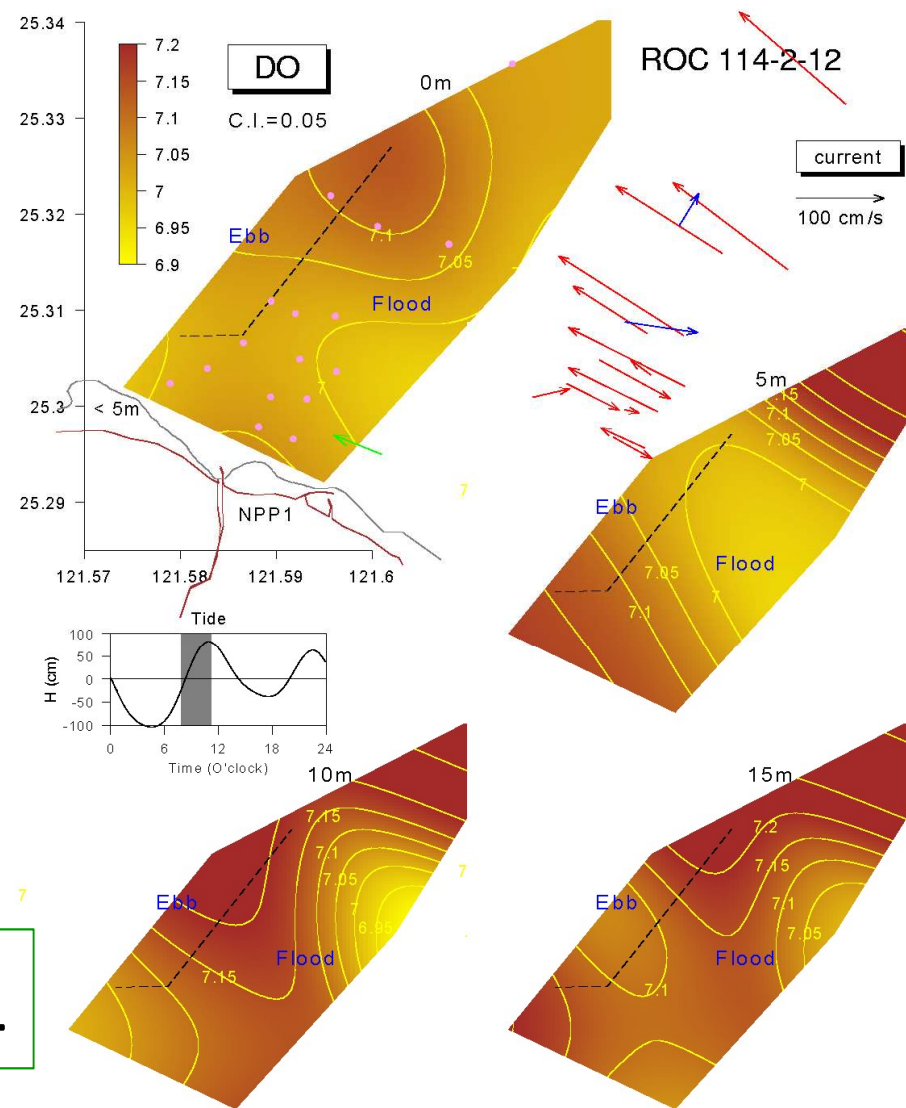 25.34
25.33
25.32
25.31
25.3
25.29
121.57
121.58
121.59
121.6
7.2
7.15
7.1
7.05
7
6.95
6.9
DO
C.I.=0.05
0m
ROC 114-2-12
current
100 cm/s
Ebb
7.1
7.05
Flood
7
< 5m
NPP1
7
5m
.15
7.1
7.05
7
Ebb
7.05
7.1
7
Flood
Tide
H (cm)
100
50
0
-50
-100
0
6
12
18
24
Time (O'clock)
10m
7.15
7.1
7.05
7
6.95
Ebb
Flood
7.15
7
7
15m
7.2
7.15
7.1
7.05
Ebb
Flood
7.1